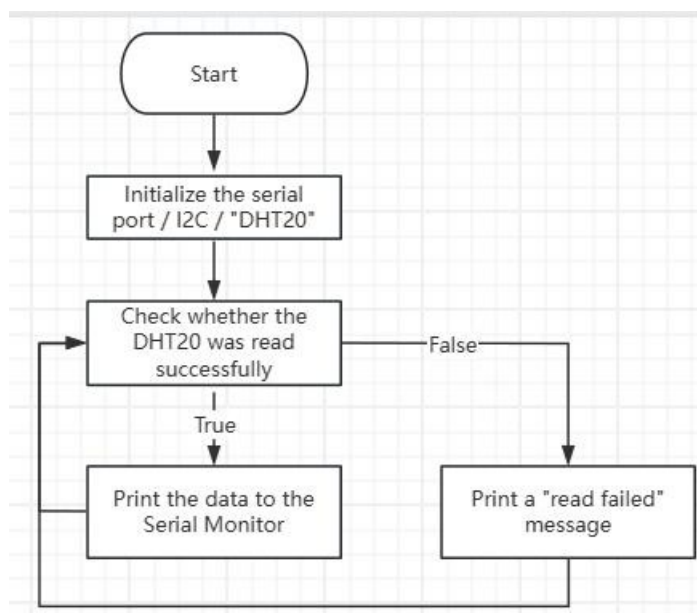 Start
Initialize the serial
port / I2C / "DHT20"
Check whether the
DHT20 was read
successfully
False
True
Print the data to the
Serial Monitor
Print a "read failed"
message